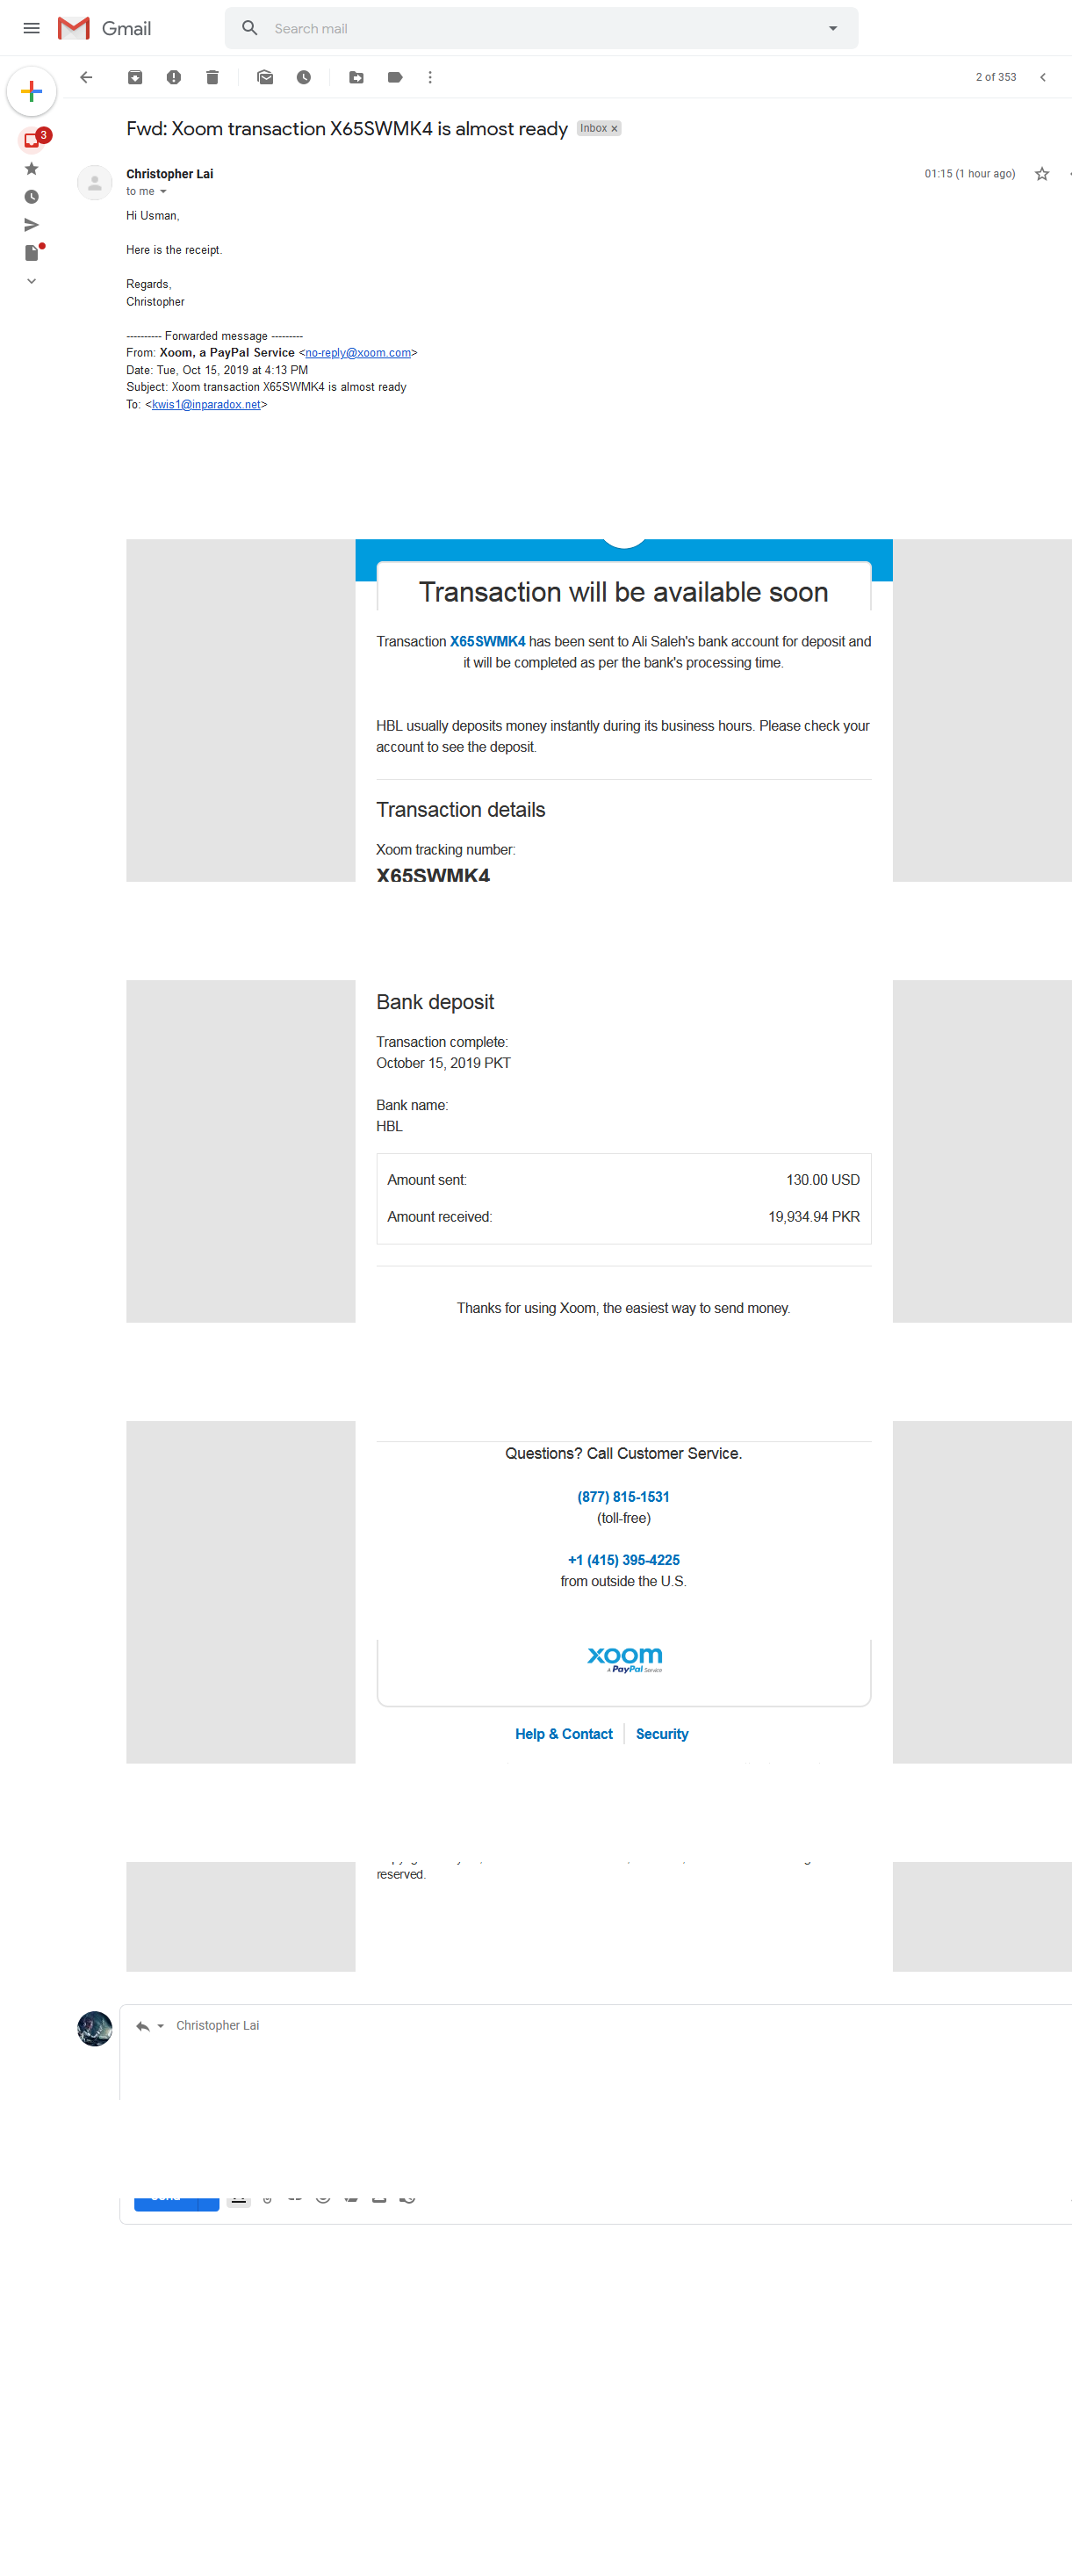 Gmail
Search mail
2 of 353
Fwd: Xoom transaction X65SWMK4 is almost ready Inbox x
3
Christopher Lai
01:15 (1 hour ago)
to me
Hi Usman,
Here is the receipt.
Regards,
Christopher
---------- Forwarded message ---------
From: Xoom, a PayPal Service <no-reply@xoom.com>
Date: Tue, Oct 15, 2019 at 4:13 PM
Subject: Xoom transaction X65SWMK4 is almost ready
To: <kwis1@inparadox.net>
Transaction will be available soon
Transaction X65SWMK4 has been sent to Ali Saleh's bank account for deposit and
it will be completed as per the bank's processing time.
HBL usually deposits money instantly during its business hours. Please check your
account to see the deposit.
Transaction details
Xoom tracking number:
X65SWMK4
Bank deposit
Transaction complete:
October 15, 2019 PKT
Bank name:
HBL
Amount sent: 130.00 USD
Amount received: 19,934.94 PKR
Thanks for using Xoom, the easiest way to send money.
Questions? Call Customer Service.
(877) 815-1531
(toll-free)
+1 (415) 395-4225
from outside the U.S.
xoom
A PayPal Service
Help & Contact Security
reserved.
Christopher Lai